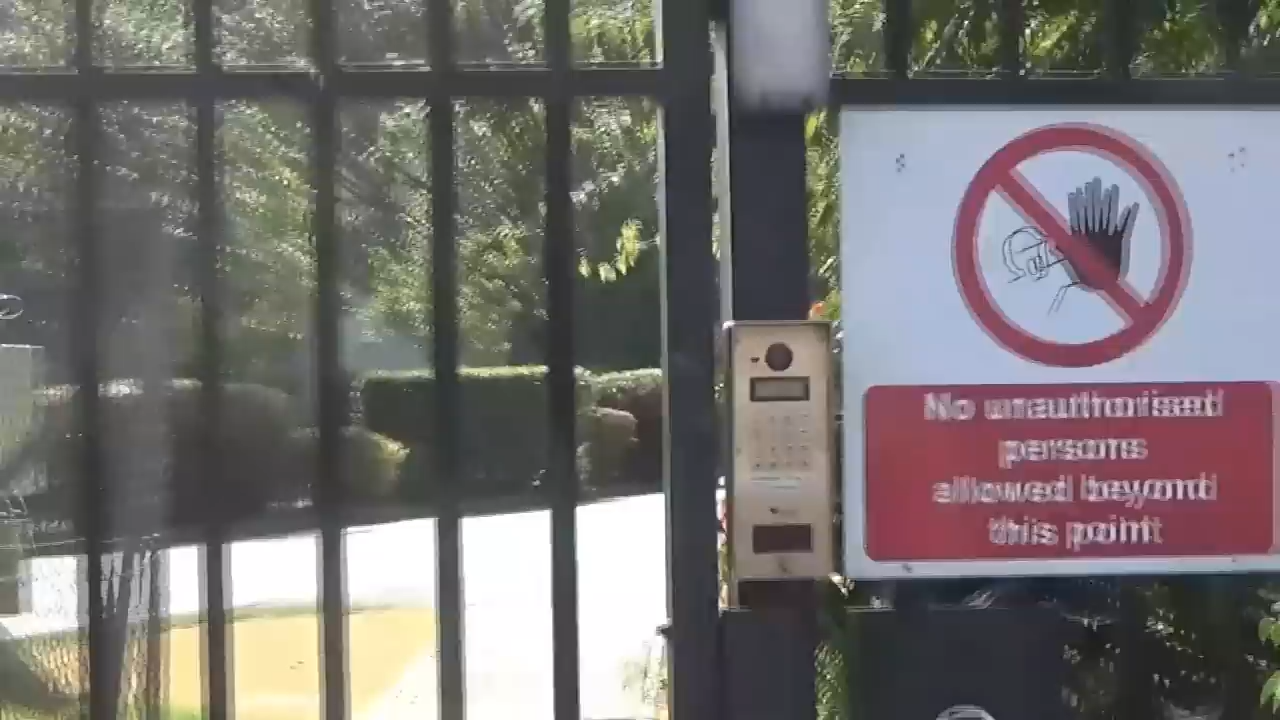 No unauthorised
persons
allowed beyond
this point